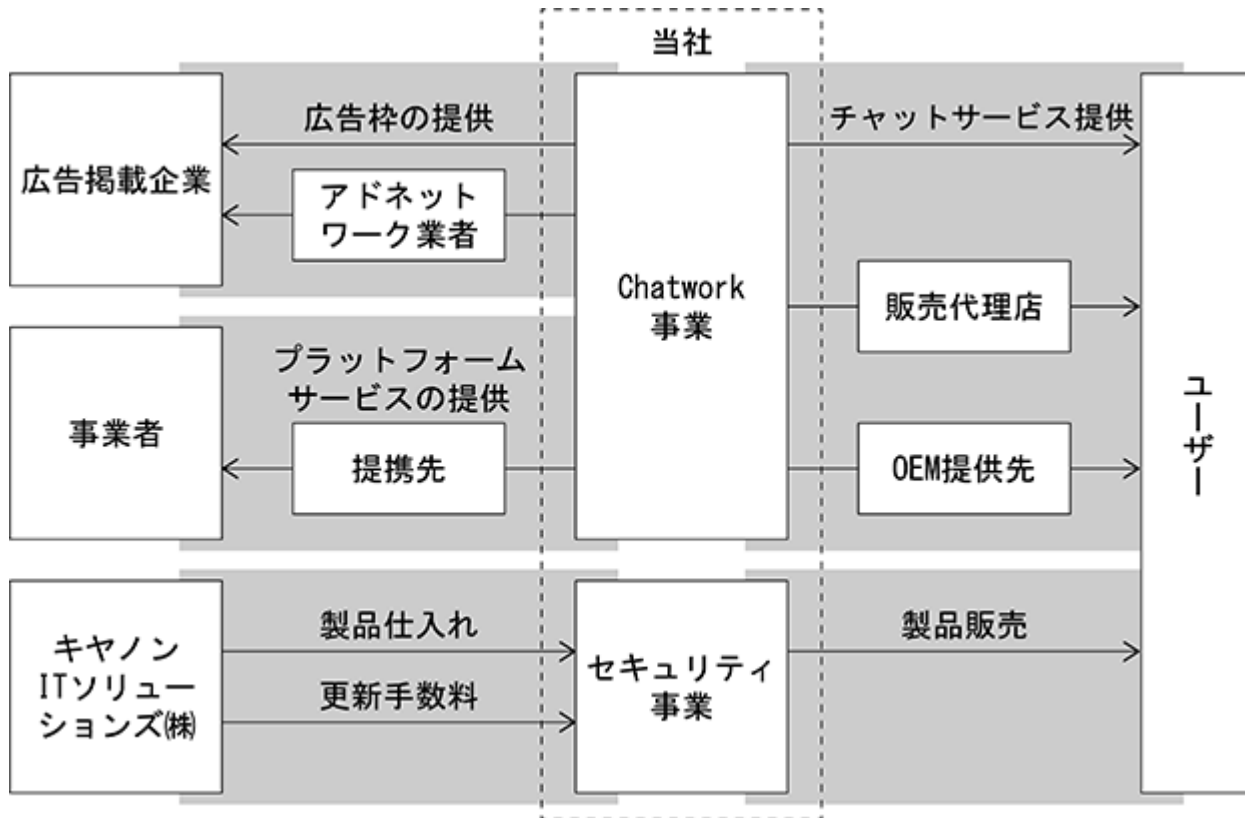 当社
広告掲載企業
広告枠の提供
アドネット
ワーク業者
Chatwork
事業
チャットサービス提供
販売代理店
OEM提供先
ユーザー
事業者
プラットフォーム
サービスの提供
提携先
キヤノン
ITソリュー
ションズ㈱
製品仕入れ
更新手数料
セキュリティ
事業
製品販売